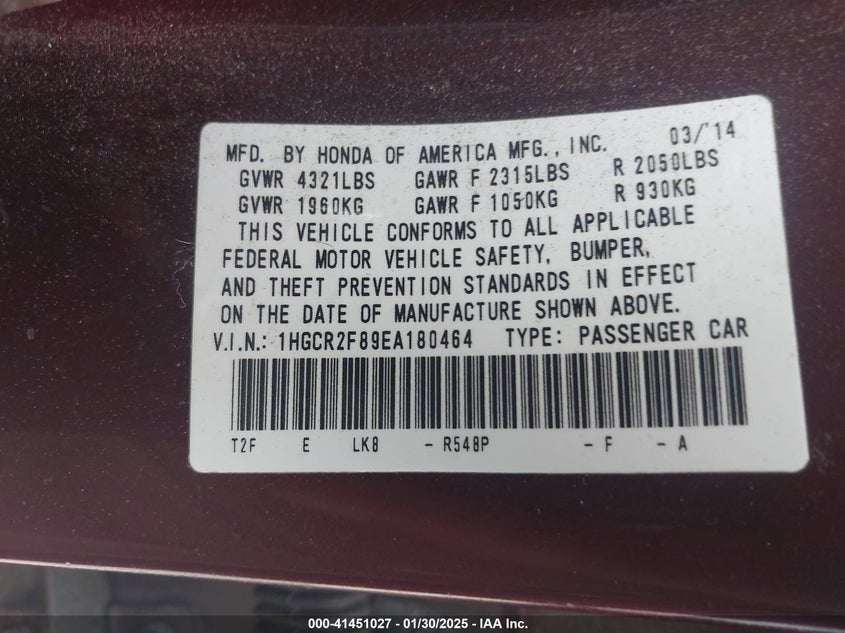 MFD. BY HONDA OF AMERICA MFG., INC. 03/'14
GVWR 4321LBS GAWR F 2315LBS R 2050LBS
GVWR 1960KG GAWR F 1050KG R 930KG
THIS VEHICLE CONFORMS TO ALL APPLICABLE
FEDERAL MOTOR VEHICLE SAFETY, BUMPER,
AND THEFT PREVENTION STANDARDS IN EFFECT
ON THE DATE OF MANUFACTURE SHOWN ABOVE.
V.I.N.: 1HGCR2F89EA180464 TYPE: PASSENGER CAR
T2F E LK8 - R548P - F - A
000-41451027 - 01/30/2025 - IAA Inc.